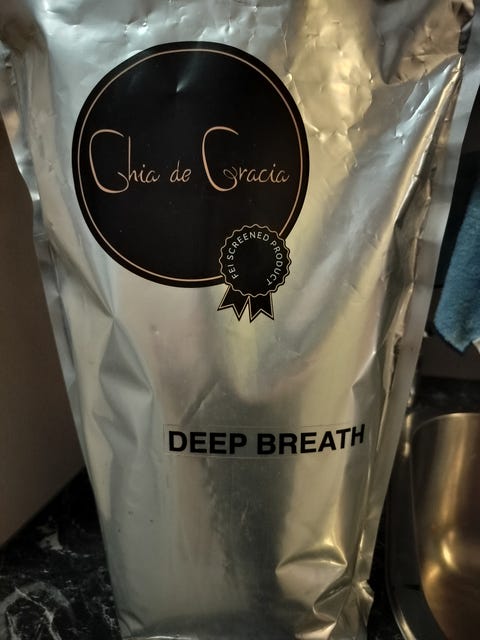 Chia de Gracia
FEI SCREENED PRODUCT
DEEP BREATH